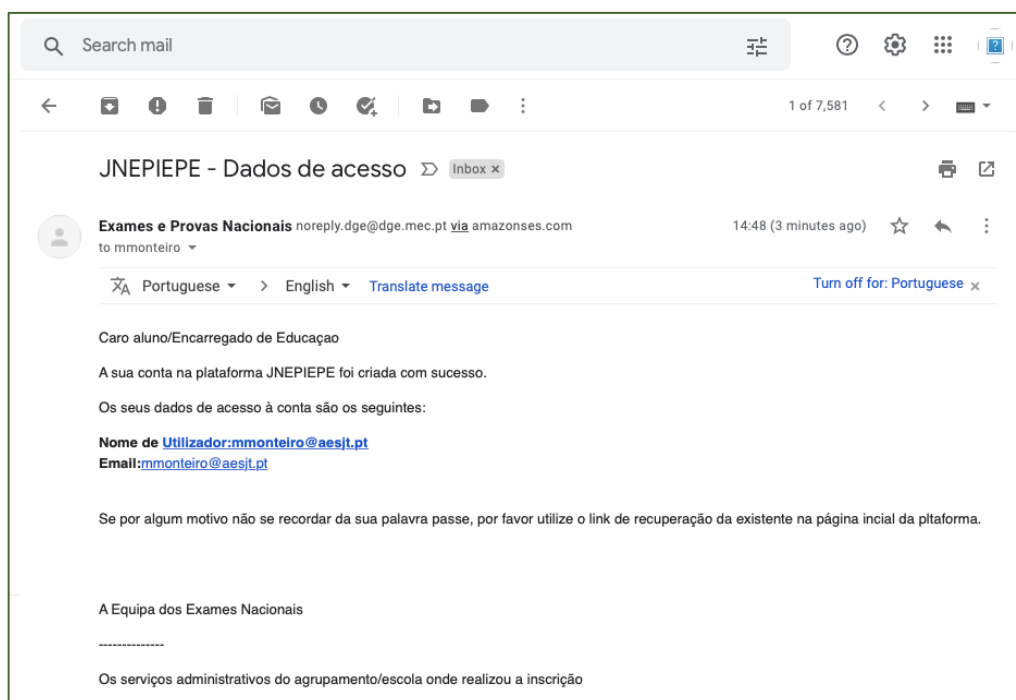 Search mail
1 of 7,581
JNEPIEPE - Dados de acesso Inbox ×
Exames e Provas Nacionais noreply.dge@dge.mec.pt via amazonses.com 14:48 (3 minutes ago)
to mmonteiro
Portuguese > English Translate message Turn off for: Portuguese ×
Caro aluno/Encarregado de Educaçao
A sua conta na plataforma JNEPIEPE foi criada com sucesso.
Os seus dados de acesso à conta são os seguintes:
Nome de Utilizador:mmonteiro@aesjt.pt
Email:mmonteiro@aesjt.pt
Se por algum motivo não se recordar da sua palavra passe, por favor utilize o link de recuperação da existente na página incial da pltaforma.
A Equipa dos Exames Nacionais
--------------
Os serviços administrativos do agrupamento/escola onde realizou a inscrição